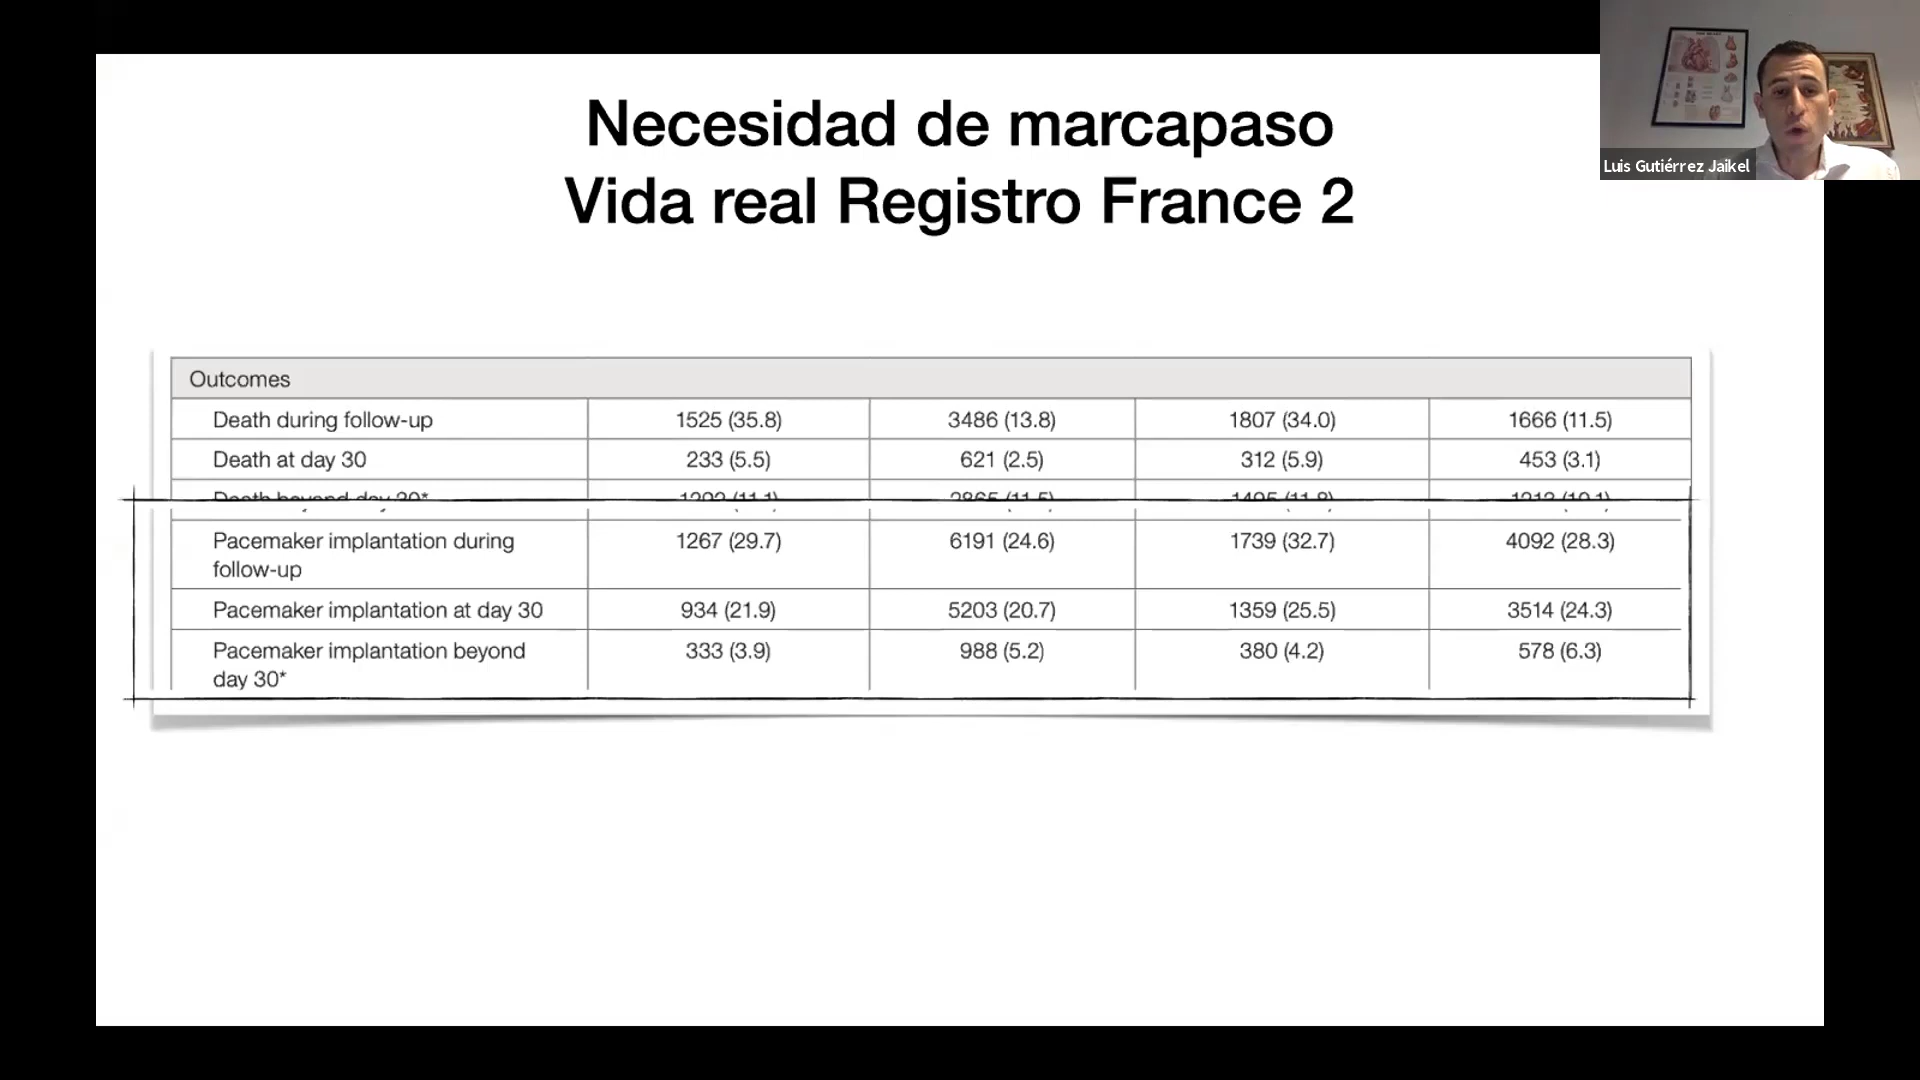 Necesidad de marcapaso
Vida real Registro France 2
Luis Gutiérrez Jaikel
Outcomes
Death during follow-up 1525 (35.8) 3486 (13.8) 1807 (34.0) 1666 (11.5)
Death at day 30 233 (5.5) 621 (2.5) 312 (5.9) 453 (3.1)
Death beyond day 30*
Pacemaker implantation during 1267 (29.7) 6191 (24.6) 1739 (32.7) 4092 (28.3)
follow-up
Pacemaker implantation at day 30 934 (21.9) 5203 (20.7) 1359 (25.5) 3514 (24.3)
Pacemaker implantation beyond 333 (3.9) 988 (5.2) 380 (4.2) 578 (6.3)
day 30*